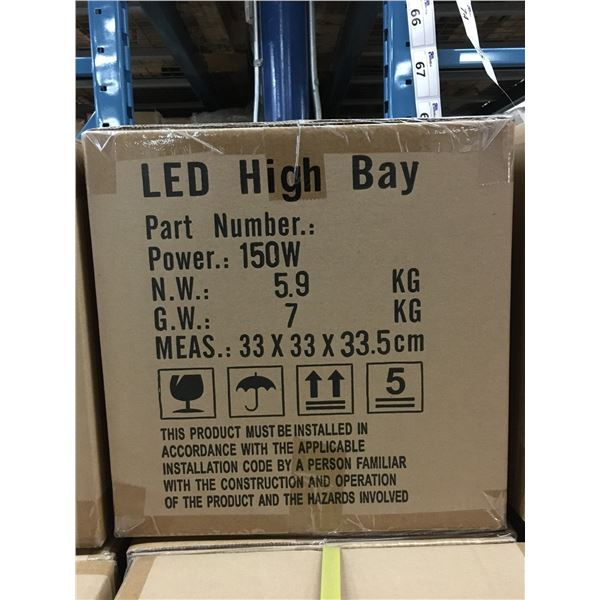 66
67
LED High Bay
Part Number.:
Power.: 150W
N.W.: 5.9 KG
G.W.: 7 KG
MEAS.: 33 X 33 X 33.5cm
5
THIS PRODUCT MUST BE INSTALLED IN
ACCORDANCE WITH THE APPLICABLE
INSTALLATION CODE BY A PERSON FAMILIAR
WITH THE CONSTRUCTION AND OPERATION
OF THE PRODUCT AND THE HAZARDS INVOLVED